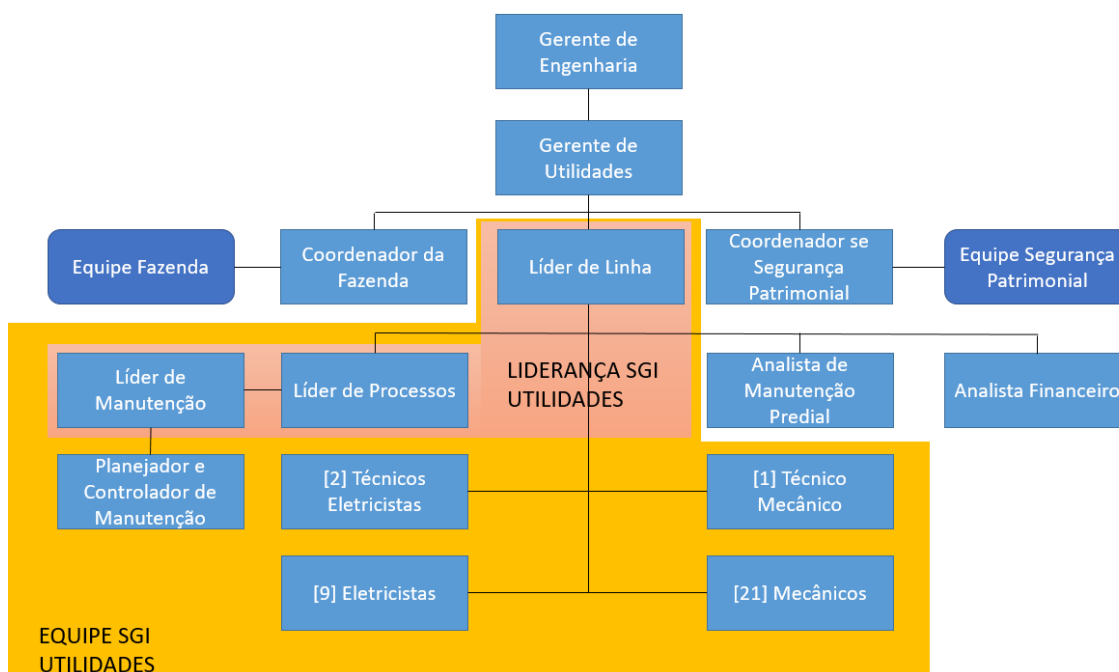 Gerente de
Engenharia
Gerente de
Utilidades
Equipe Fazenda
Coordenador da
Fazenda
Líder de Linha
Coordenador se
Segurança
Patrimonial
Equipe Segurança
Patrimonial
Líder de
Manutenção
Líder de Processos
LIDERANÇA SGI
UTILIDADES
Analista de
Manutenção
Predial
Analista Financeiro
Planejador e
Controlador de
Manutenção
[2] Técnicos
Eletricistas
[1] Técnico
Mecânico
[9] Eletricistas
[21] Mecânicos
EQUIPE SGI
UTILIDADES